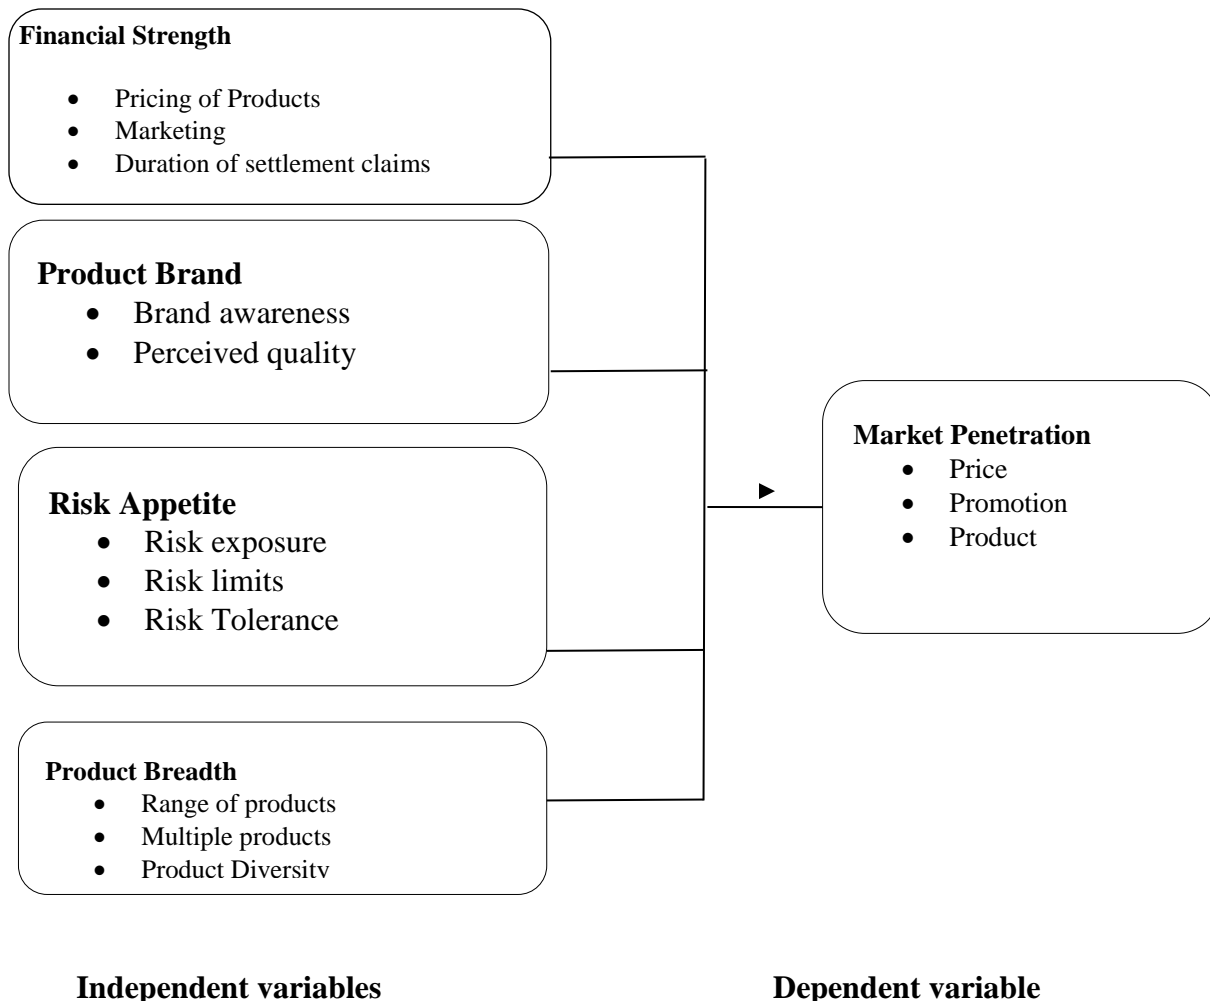 Financial Strength
• Pricing of Products
• Marketing
• Duration of settlement claims
Product Brand
• Brand awareness
• Perceived quality
Risk Appetite
• Risk exposure
• Risk limits
• Risk Tolerance
Product Breadth
• Range of products
• Multiple products
• Product Diversity
Market Penetration
• Price
• Promotion
• Product
Independent variables
Dependent variable